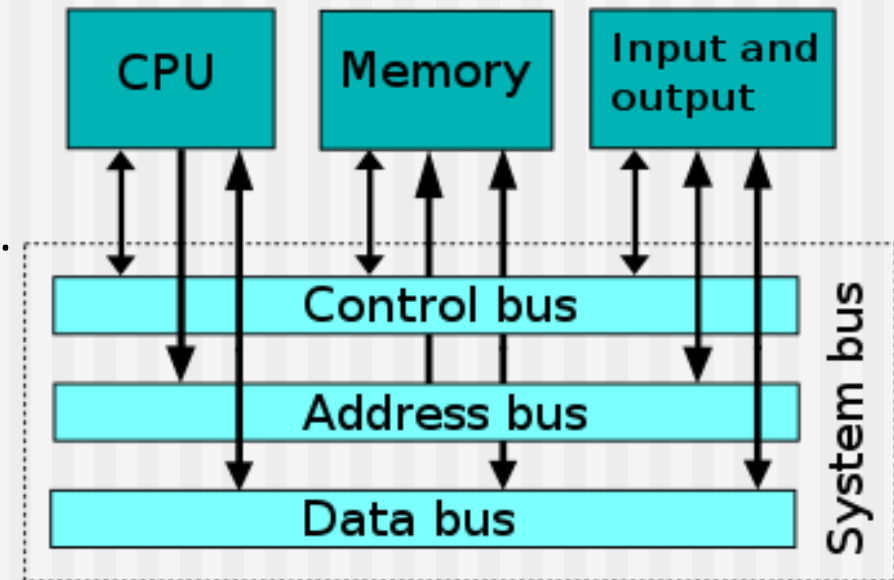 CPU
Memory
Input and
output
Control bus
Address bus
Data bus
System bus